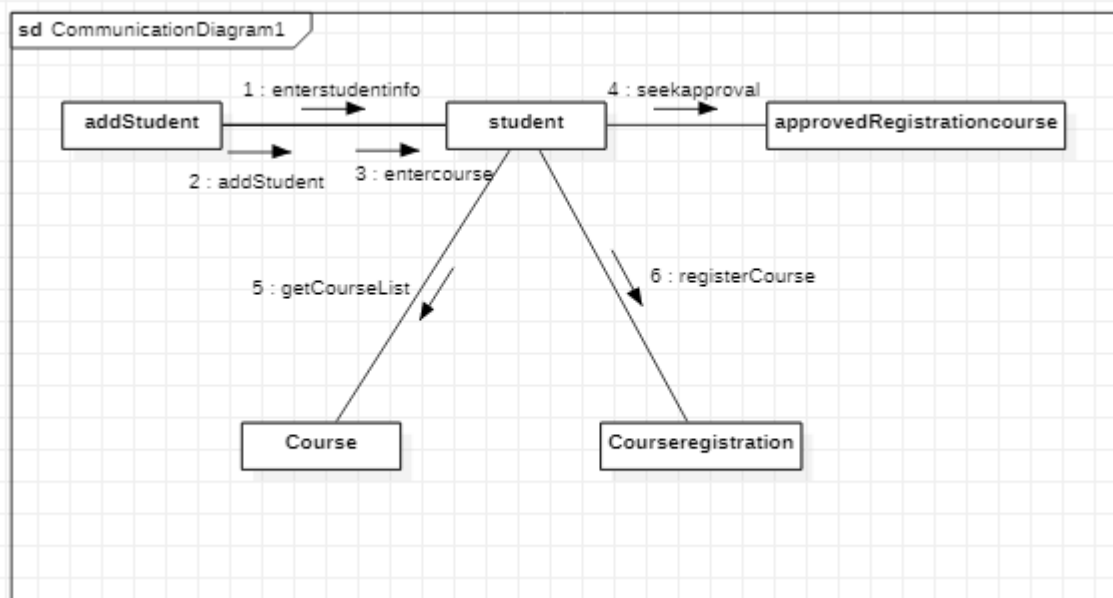 sd CommunicationDiagram1
1 : enterstudentinfo
4 : seekapproval
addStudent
student
approvedRegistrationcourse
2 : addStudent
3 : entercourse
5 : getCourseList
6 : registerCourse
Course
Courseregistration